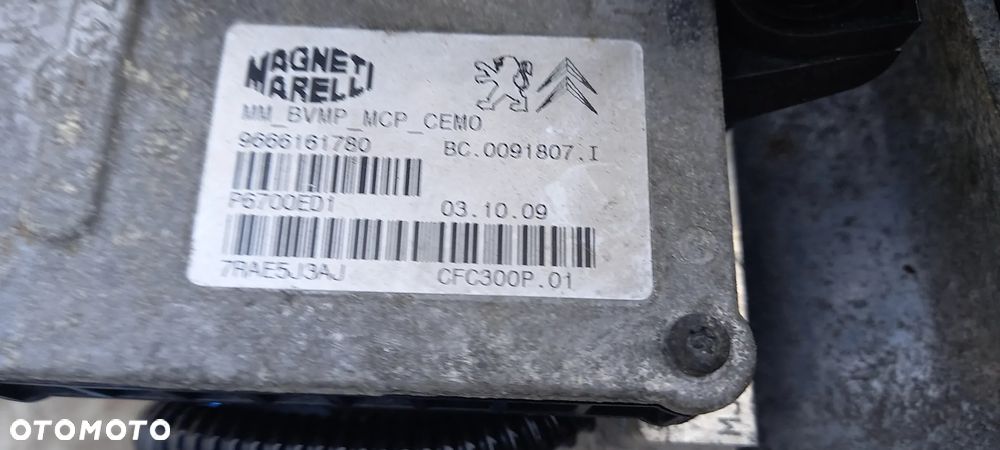 MAGNETI
MARELLI
MM_BVMP_MCP_CEMO
9666161780 BC.0091807.I
P6700ED1 03.10.09
7RAE5J3AJ CFC300P.01
OTOMOTO